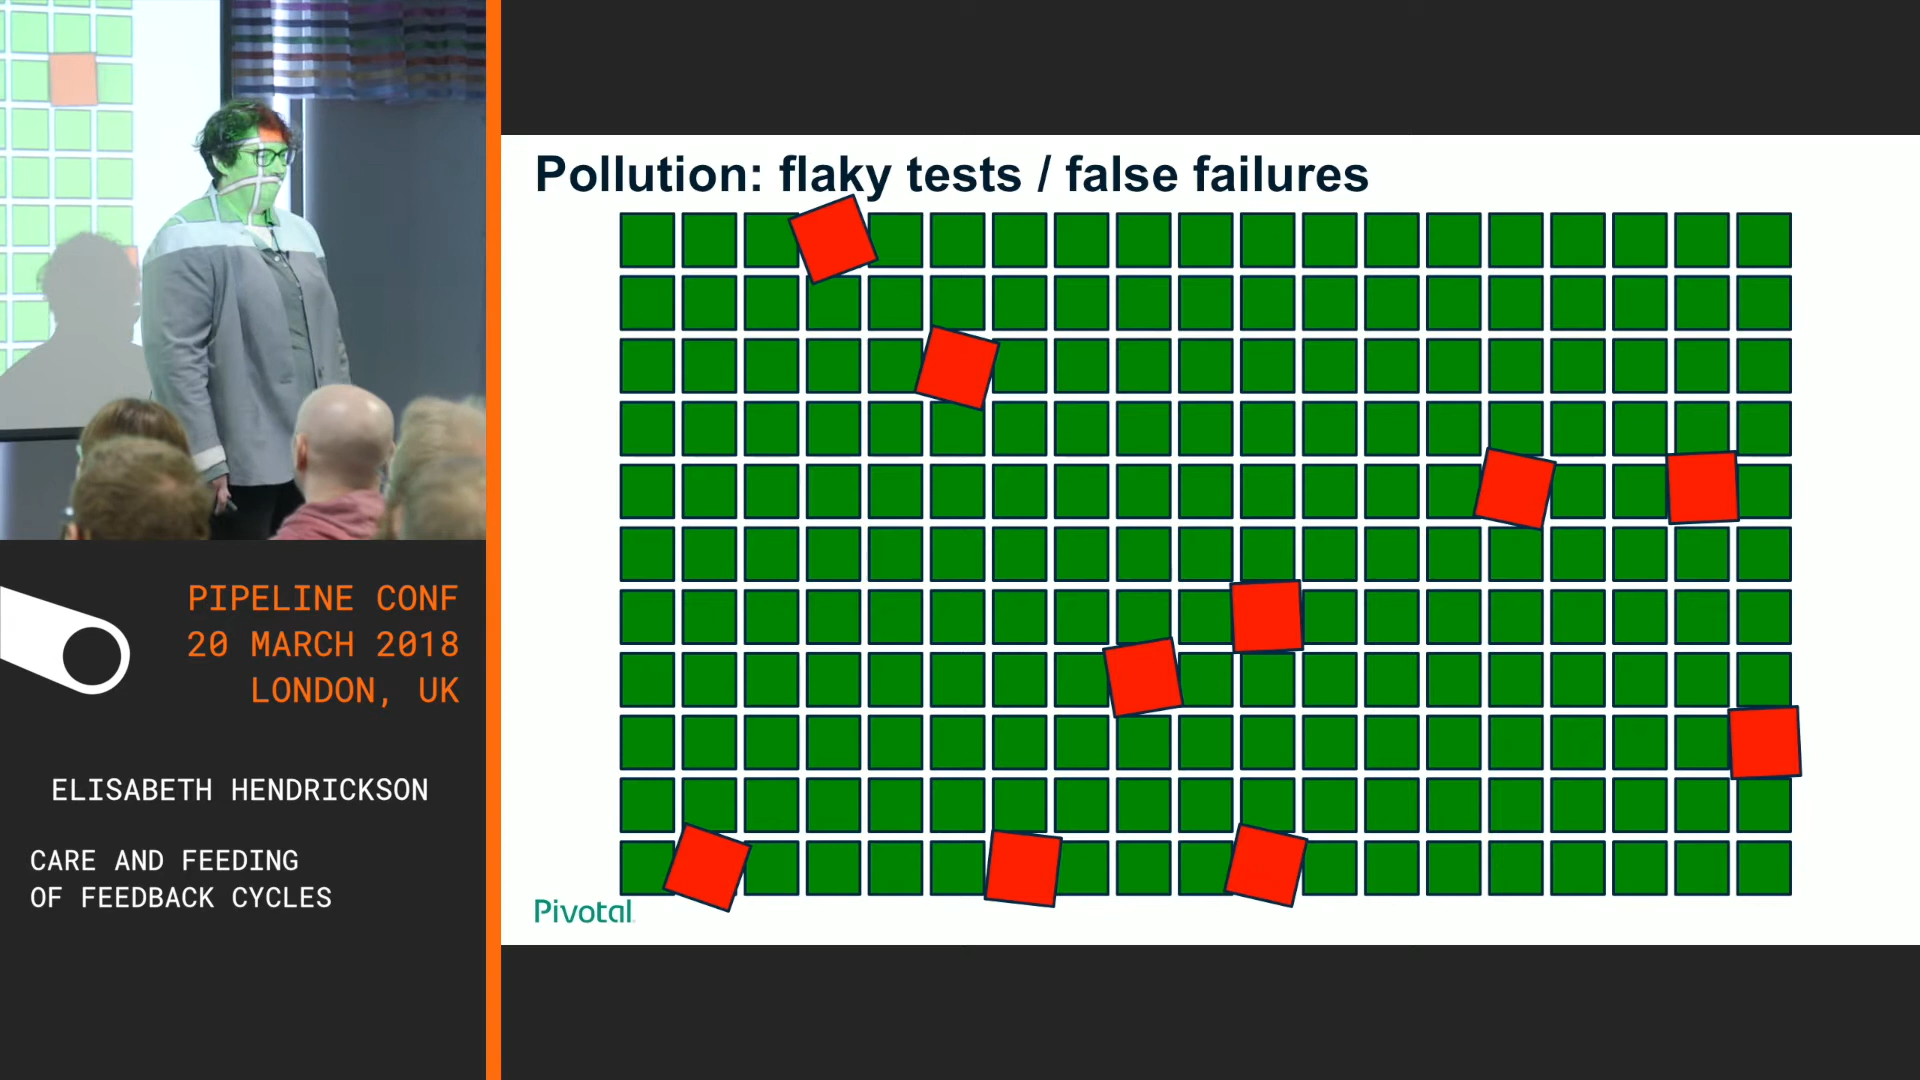 Pollution: flaky tests / false failures
Pivotal
PIPELINE CONF
20 MARCH 2018
LONDON, UK
ELISABETH HENDRICKSON
CARE AND FEEDING
OF FEEDBACK CYCLES